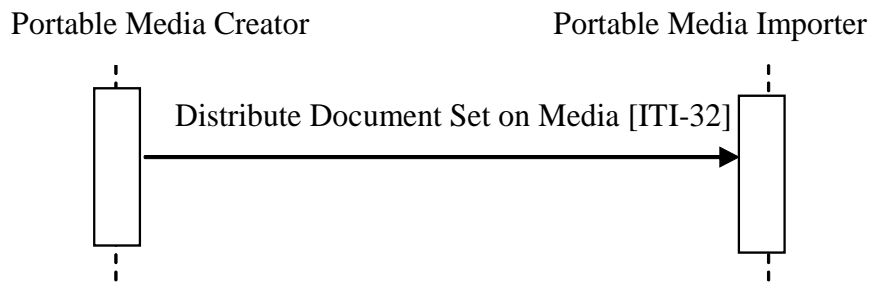 Portable Media Creator
Portable Media Importer
Distribute Document Set on Media [ITI-32]